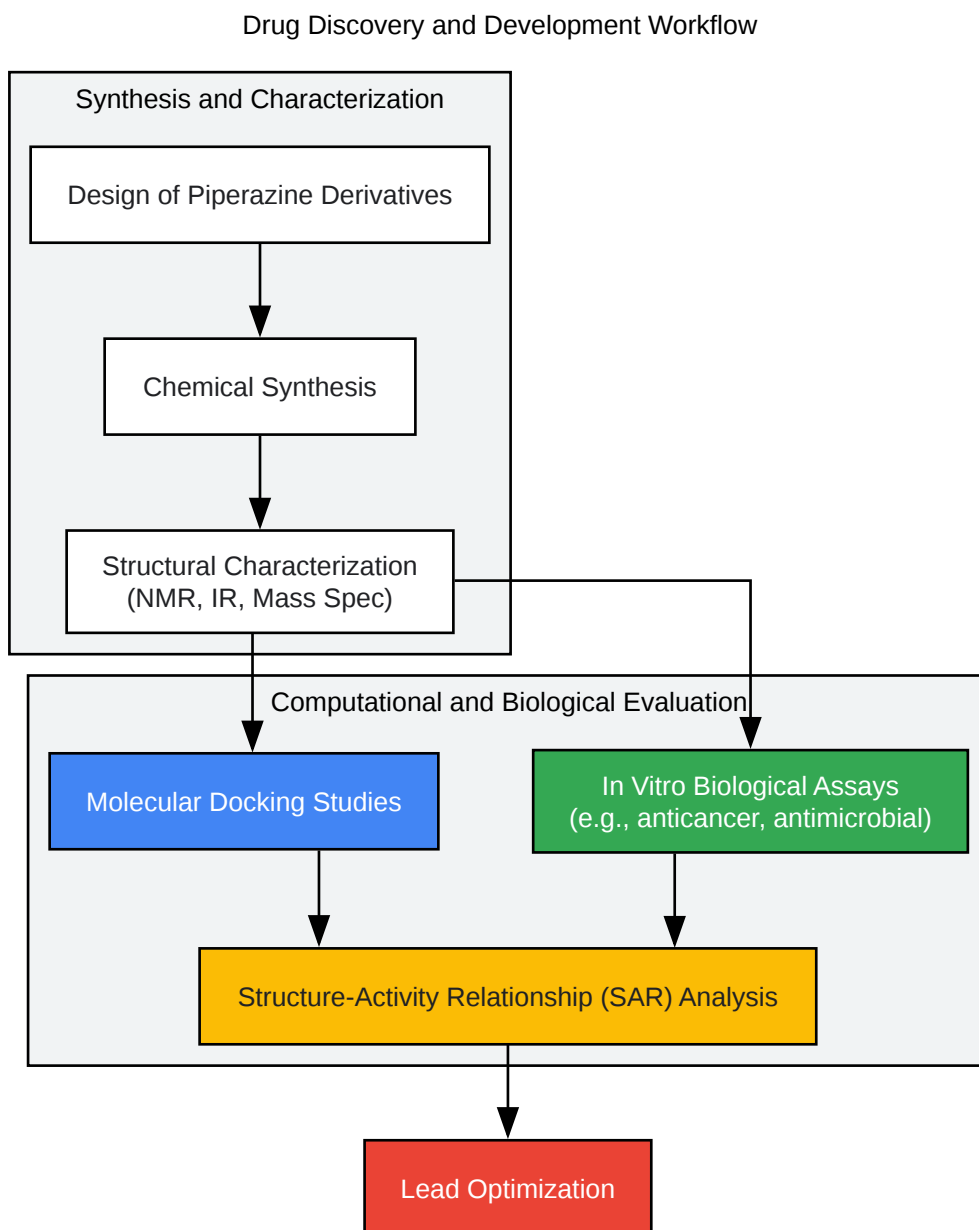 Drug Discovery and Development Workflow
Synthesis and Characterization
Design of Piperazine Derivatives
Chemical Synthesis
Structural Characterization
(NMR, IR, Mass Spec)
Computational and Biological Evaluation
Molecular Docking Studies
In Vitro Biological Assays
(e.g., anticancer, antimicrobial)
Structure-Activity Relationship (SAR) Analysis
Lead Optimization